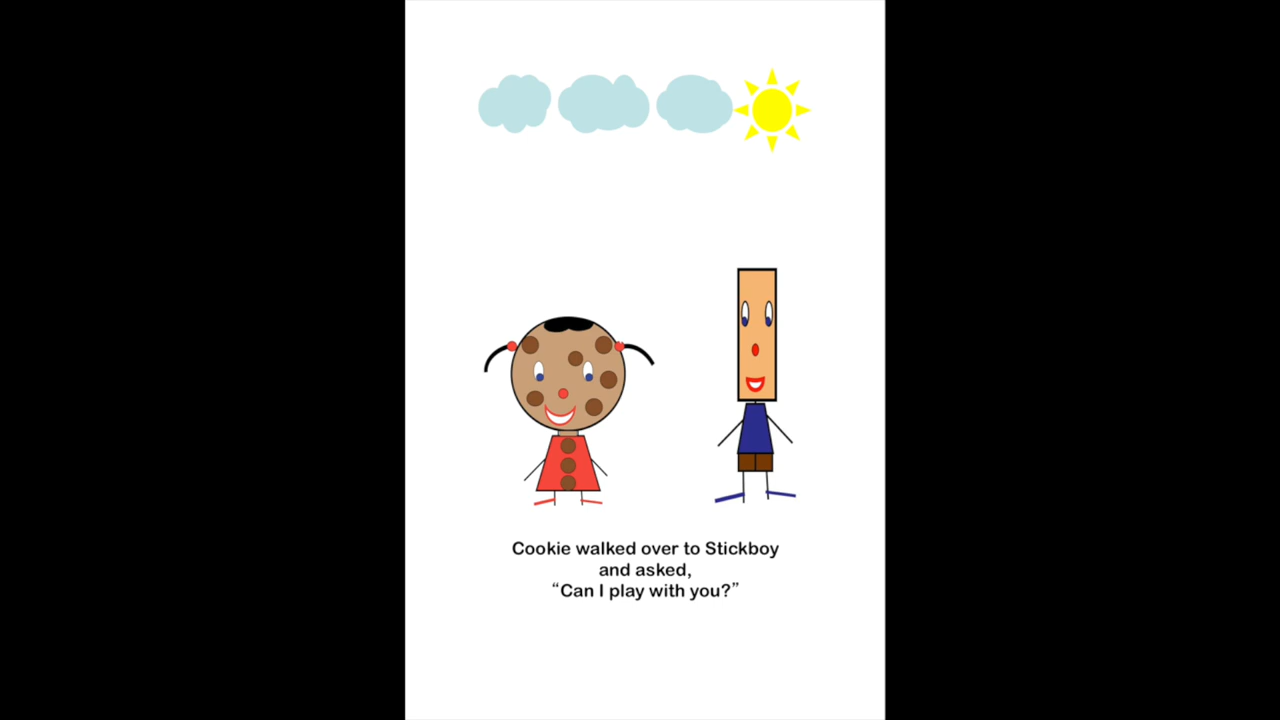 Cookie walked over to Stickboy
and asked,
“Can I play with you?”